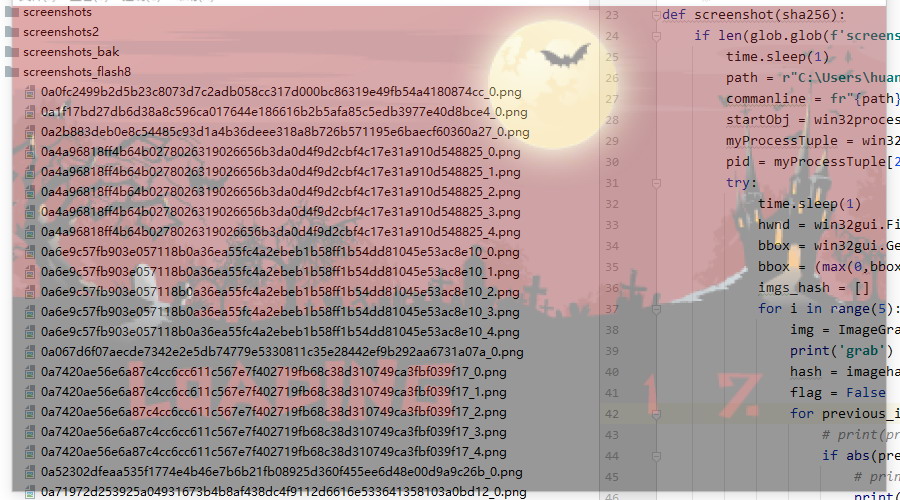 screenshots
screenshots2
screenshots_bak
screenshots_flash8
0a0fc2499b2d5b23c8073d7c2adb058cc317d000bc86319e49fb54a4180874cc_0.png
0a1f17bd27db6d38a8c596ca017644e186616b2b5afa85c5edb3977e40d8bce4_0.png
0a2b883deb0e8c54485c93d1a4b36deee318a8b726b571195e6baecf60360a27_0.png
0a4a96818ff4b64b0278026319026656b3da0d4f9d2cbf4c17e31a910d548825_0.png
0a4a96818ff4b64b0278026319026656b3da0d4f9d2cbf4c17e31a910d548825_1.png
0a4a96818ff4b64b0278026319026656b3da0d4f9d2cbf4c17e31a910d548825_2.png
0a4a96818ff4b64b0278026319026656b3da0d4f9d2cbf4c17e31a910d548825_3.png
0a4a96818ff4b64b0278026319026656b3da0d4f9d2cbf4c17e31a910d548825_4.png
0a6e9c57fb903e057118b0a36ea55fc4a2ebeb1b58ff1b54dd81045e53ac8e10_0.png
0a6e9c57fb903e057118b0a36ea55fc4a2ebeb1b58ff1b54dd81045e53ac8e10_1.png
0a6e9c57fb903e057118b0a36ea55fc4a2ebeb1b58ff1b54dd81045e53ac8e10_2.png
0a6e9c57fb903e057118b0a36ea55fc4a2ebeb1b58ff1b54dd81045e53ac8e10_3.png
0a6e9c57fb903e057118b0a36ea55fc4a2ebeb1b58ff1b54dd81045e53ac8e10_4.png
0a067d6f07aecde7342e2e5db74779e5330811c35e28442ef9b292aa6731a07a_0.png
0a7420ae56e6a87c4cc6cc611c567e7f402719fb68c38d310749ca3fbf039f17_0.png
0a7420ae56e6a87c4cc6cc611c567e7f402719fb68c38d310749ca3fbf039f17_1.png
0a7420ae56e6a87c4cc6cc611c567e7f402719fb68c38d310749ca3fbf039f17_2.png
0a7420ae56e6a87c4cc6cc611c567e7f402719fb68c38d310749ca3fbf039f17_3.png
0a7420ae56e6a87c4cc6cc611c567e7f402719fb68c38d310749ca3fbf039f17_4.png
0a52302dfeaa535f1774e4b46e7b6b21fb08925d360f455ee6d48e00d9a9c26b_0.png
0a71972d253925a04931673b4b8af438dc4f9112d6616e533641358103a0bd12_0.png
LOADING 1 %
23 def screenshot(sha256):
24 if len(glob.glob(f'screens
25 time.sleep(1)
26 path = r"C:\Users\huan
27 commanline = fr"{path}
28 startObj = win32proces
29 myProcessTuple = win32
30 pid = myProcessTuple[2
31 try:
32 time.sleep(1)
33 hwnd = win32gui.Fi
34 bbox = win32gui.Ge
35 bbox = (max(0,bbox
36 imgs_hash = []
37 for i in range(5):
38 img = ImageGra
39 print('grab')
40 hash = imageha
41 flag = False
42 for previous_i
43 # print(pr
44 if abs(pre
45 # prin
46 print(